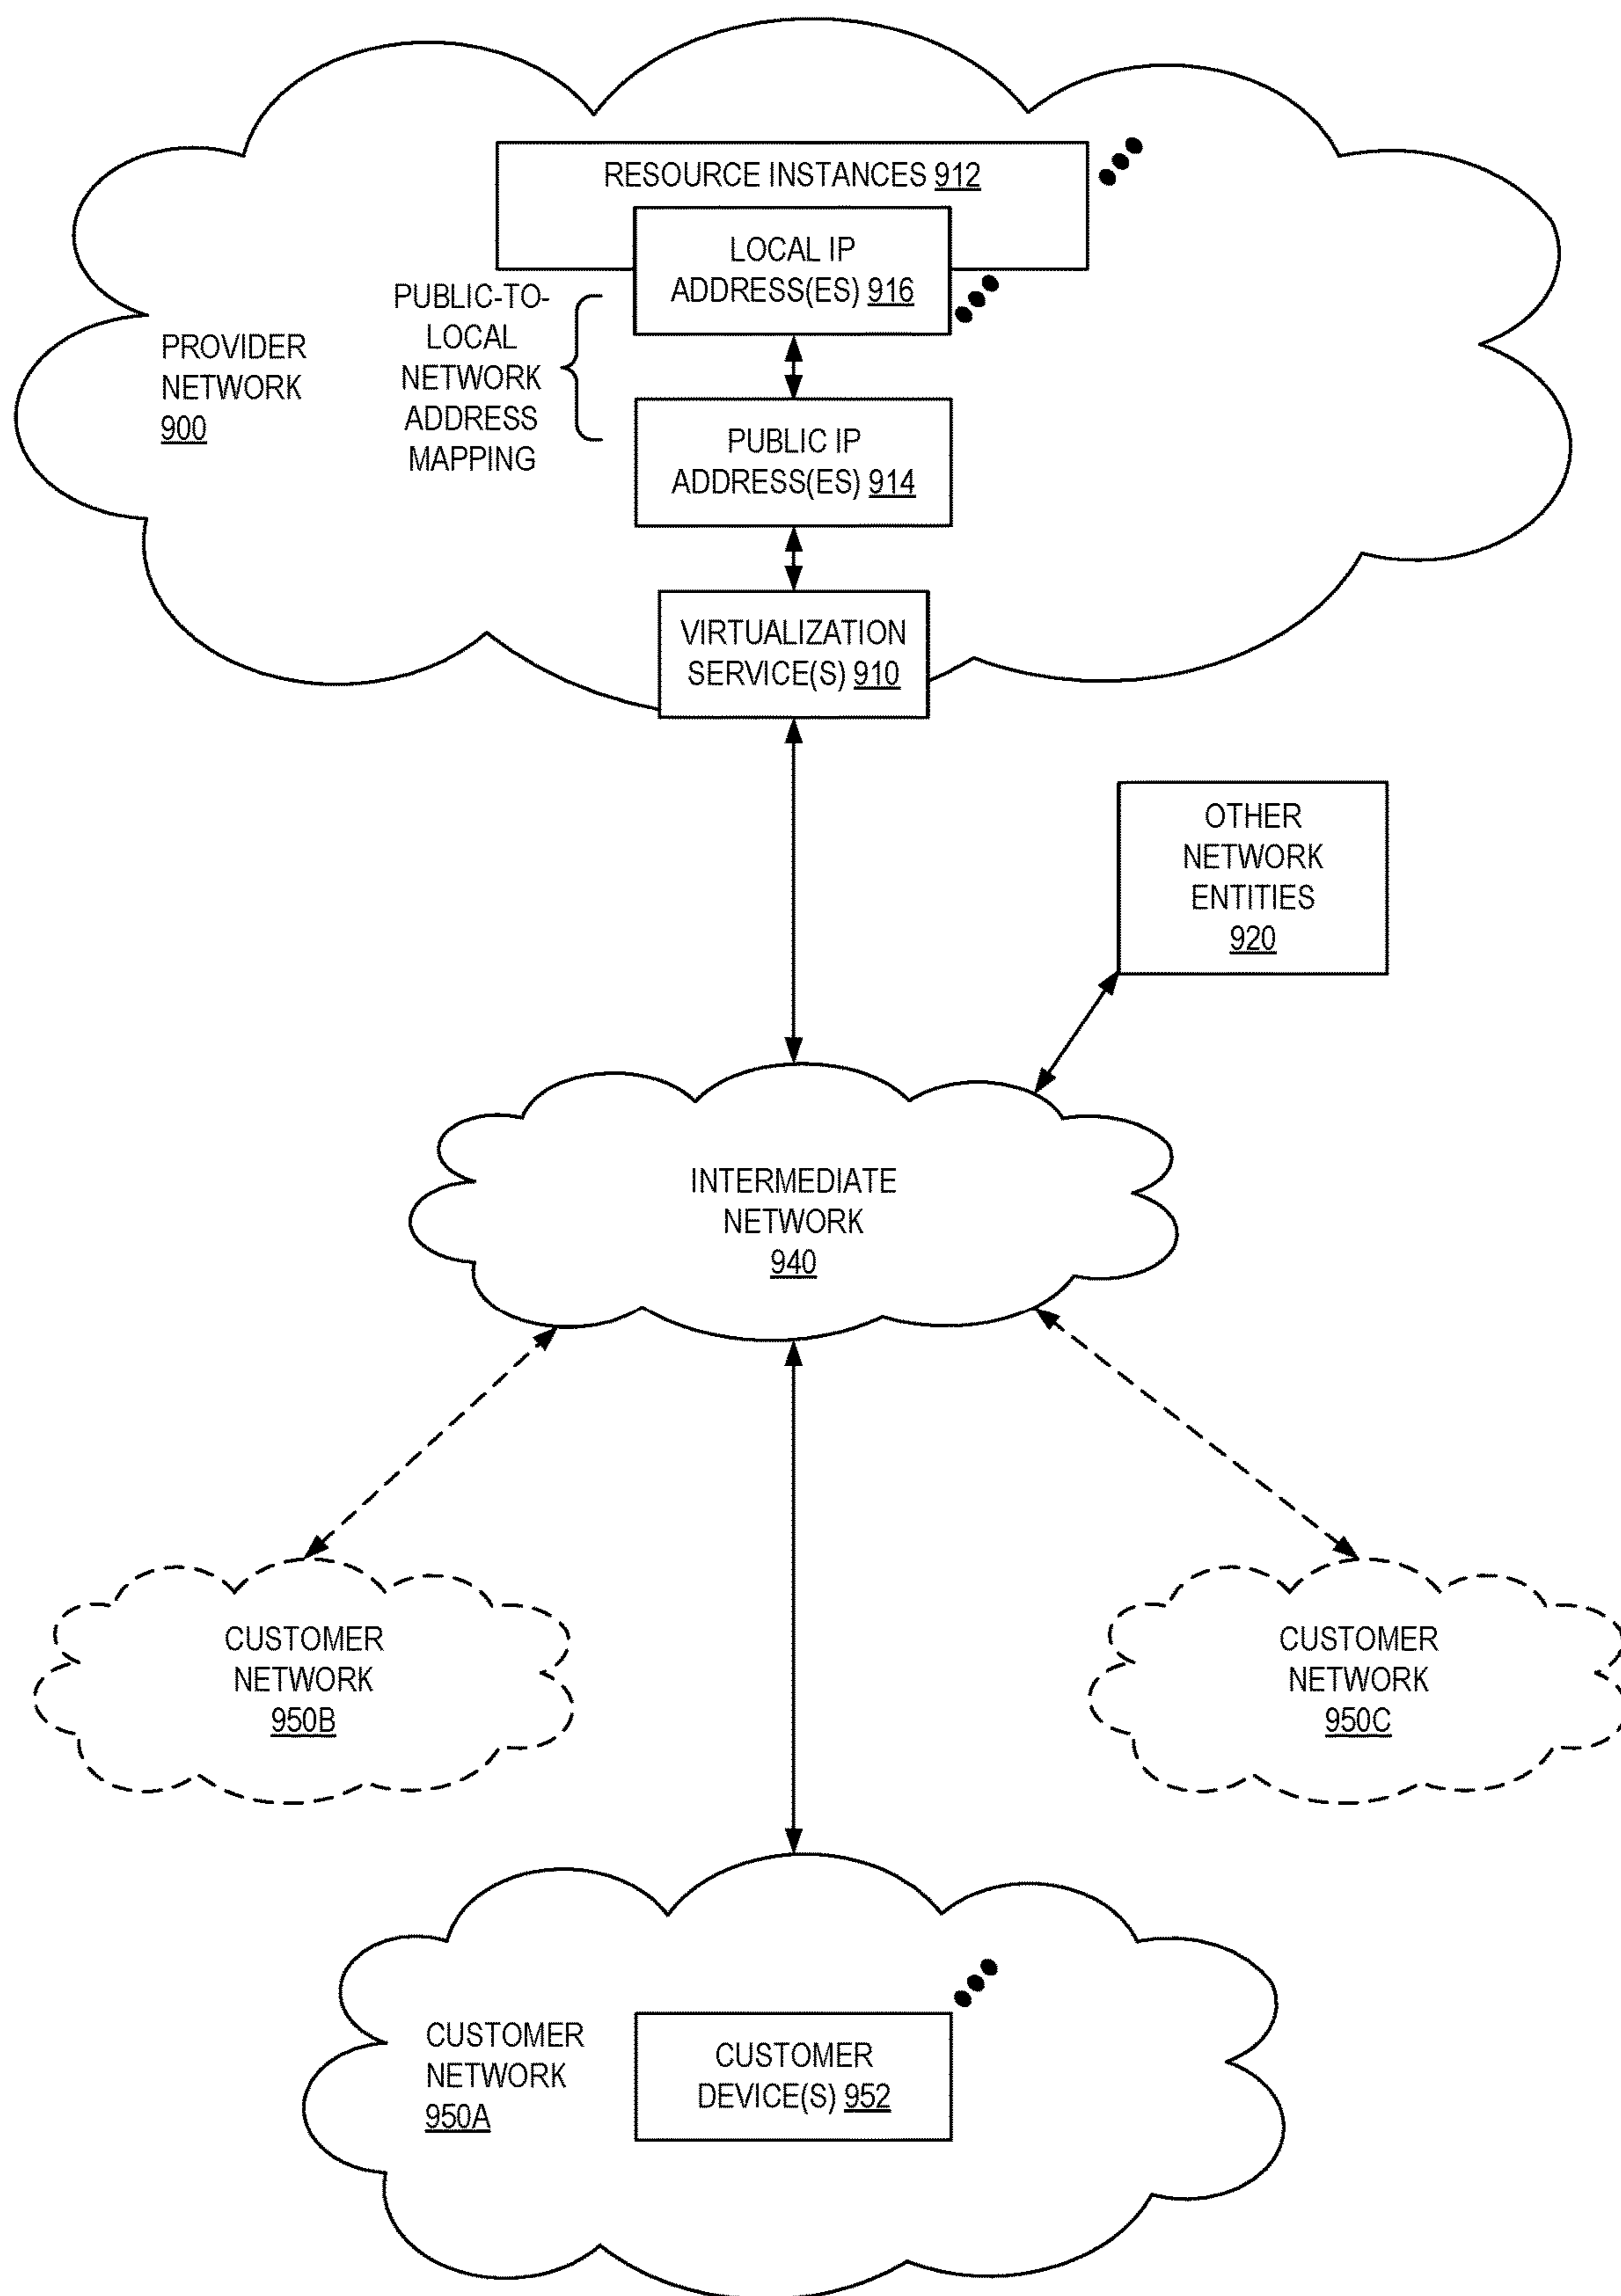 RESOURCE INSTANCES 912
LOCAL IP
ADDRESS(ES) 916
PUBLIC-TO-
LOCAL
NETWORK
ADDRESS
MAPPING
PROVIDER
NETWORK
900
PUBLIC IP
ADDRESS(ES) 914
VIRTUALIZATION
SERVICE(S) 910
OTHER
NETWORK
ENTITIES
920
INTERMEDIATE
NETWORK
940
CUSTOMER
NETWORK
950B
CUSTOMER
NETWORK
950C
CUSTOMER
NETWORK
950A
CUSTOMER
DEVICE(S) 952